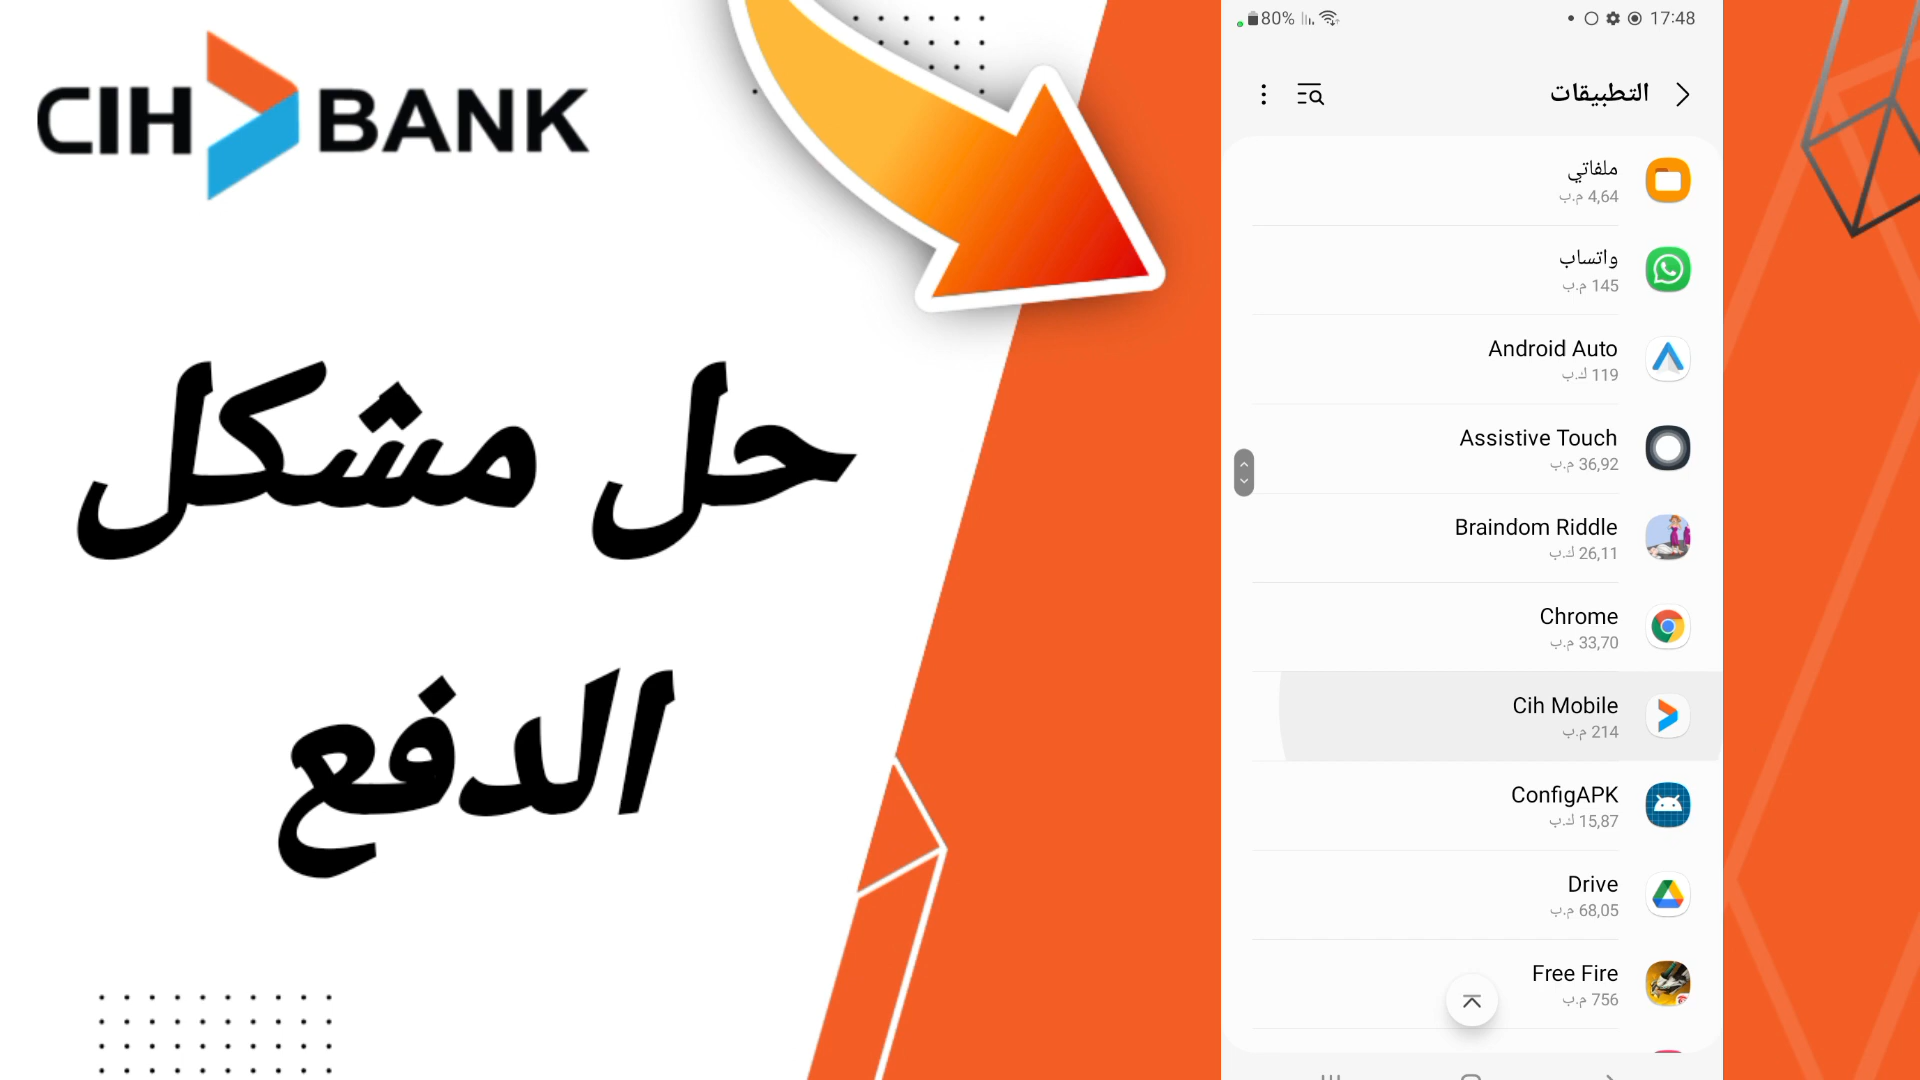 CIH BANK
حل مشكل
الدفع
80%
17:48
التطبيقات
ملفاتي
4,64 م.ب
واتساب
145 م.ب
Android Auto
119 ك.ب
Assistive Touch
36,92 م.ب
Braindom Riddle
26,11 ك.ب
Chrome
33,70 م.ب
Cih Mobile
214 م.ب
ConfigAPK
15,87 ك.ب
Drive
68,05 م.ب
Free Fire
756 م.ب